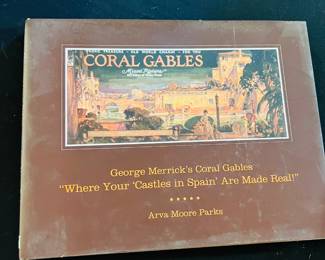 CORAL GABLES
George Merrick's Coral Gables
"Where Your 'Castles in Spain' Are Made Real!"
★★★★★
Arva Moore Parks